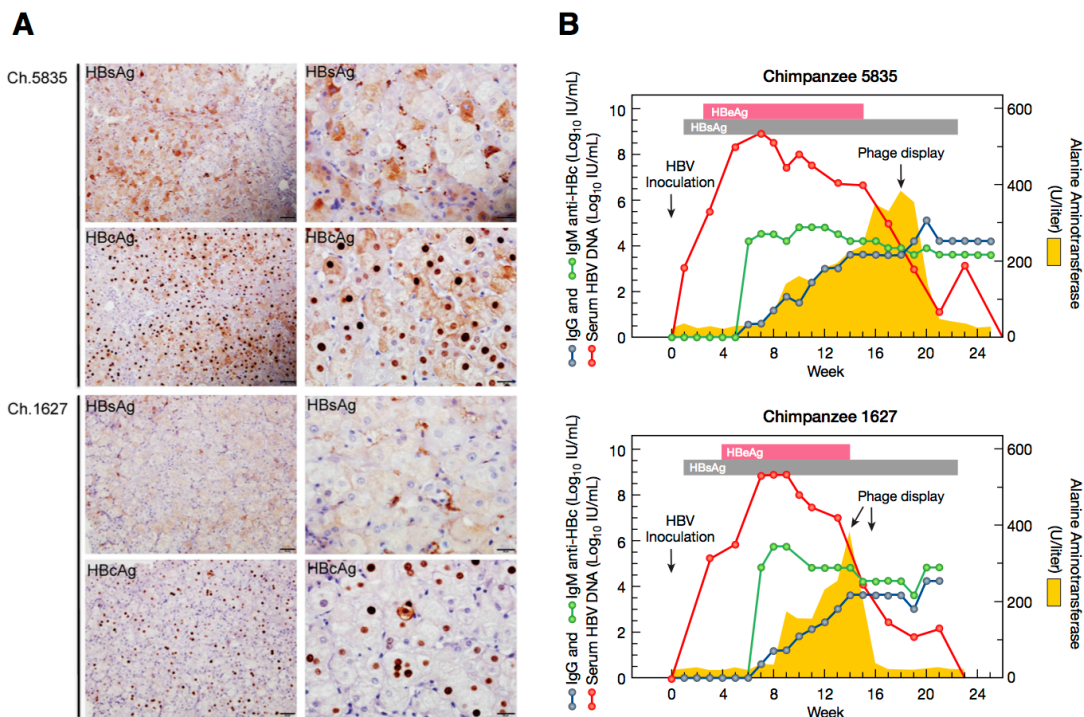 A
B
Ch.5835
HBsAg
HBsAg
HBcAg
HBcAg
Ch.1627
HBsAg
HBsAg
HBcAg
HBcAg
Chimpanzee 5835
IgG and IgM anti-HBc (Log10 IU/mL)
Serum HBV DNA (Log10 IU/mL)
10
8
6
4
2
0
HBeAg
HBsAg
HBV
Inoculation
Phage display
600
400
200
0
Alanine Aminotransferase
(U/liter)
0 4 8 12 16 20 24
Week
Chimpanzee 1627
IgG and IgM anti-HBc (Log10 IU/mL)
Serum HBV DNA (Log10 IU/mL)
10
8
6
4
2
0
HBeAg
HBsAg
HBV
Inoculation
Phage display
600
400
200
0
Alanine Aminotransferase
(U/liter)
0 4 8 12 16 20 24
Week